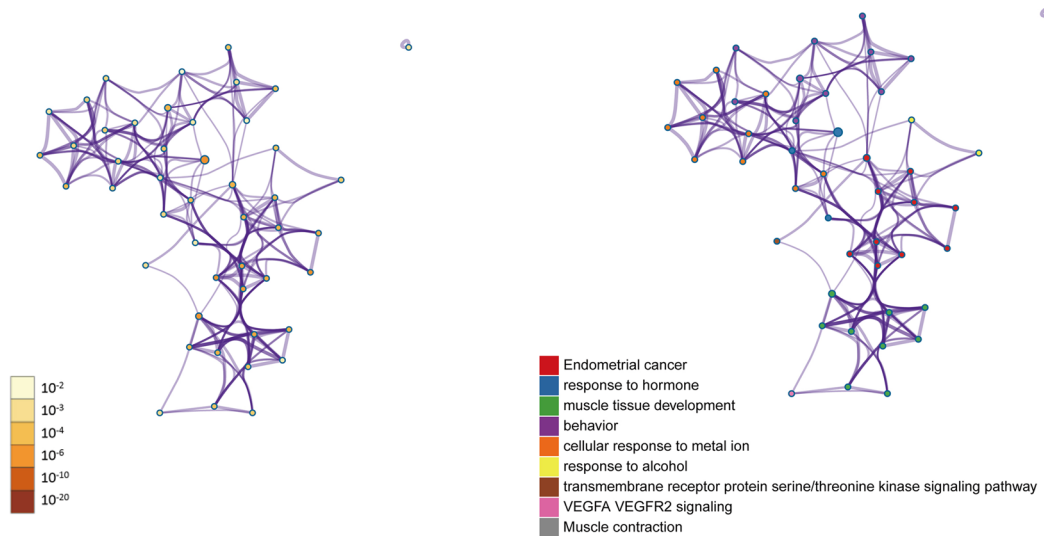 10-2
10-3
10-4
10-6
10-10
10-20
Endometrial cancer
response to hormone
muscle tissue development
behavior
cellular response to metal ion
response to alcohol
transmembrane receptor protein serine/threonine kinase signaling pathway
VEGFA VEGFR2 signaling
Muscle contraction